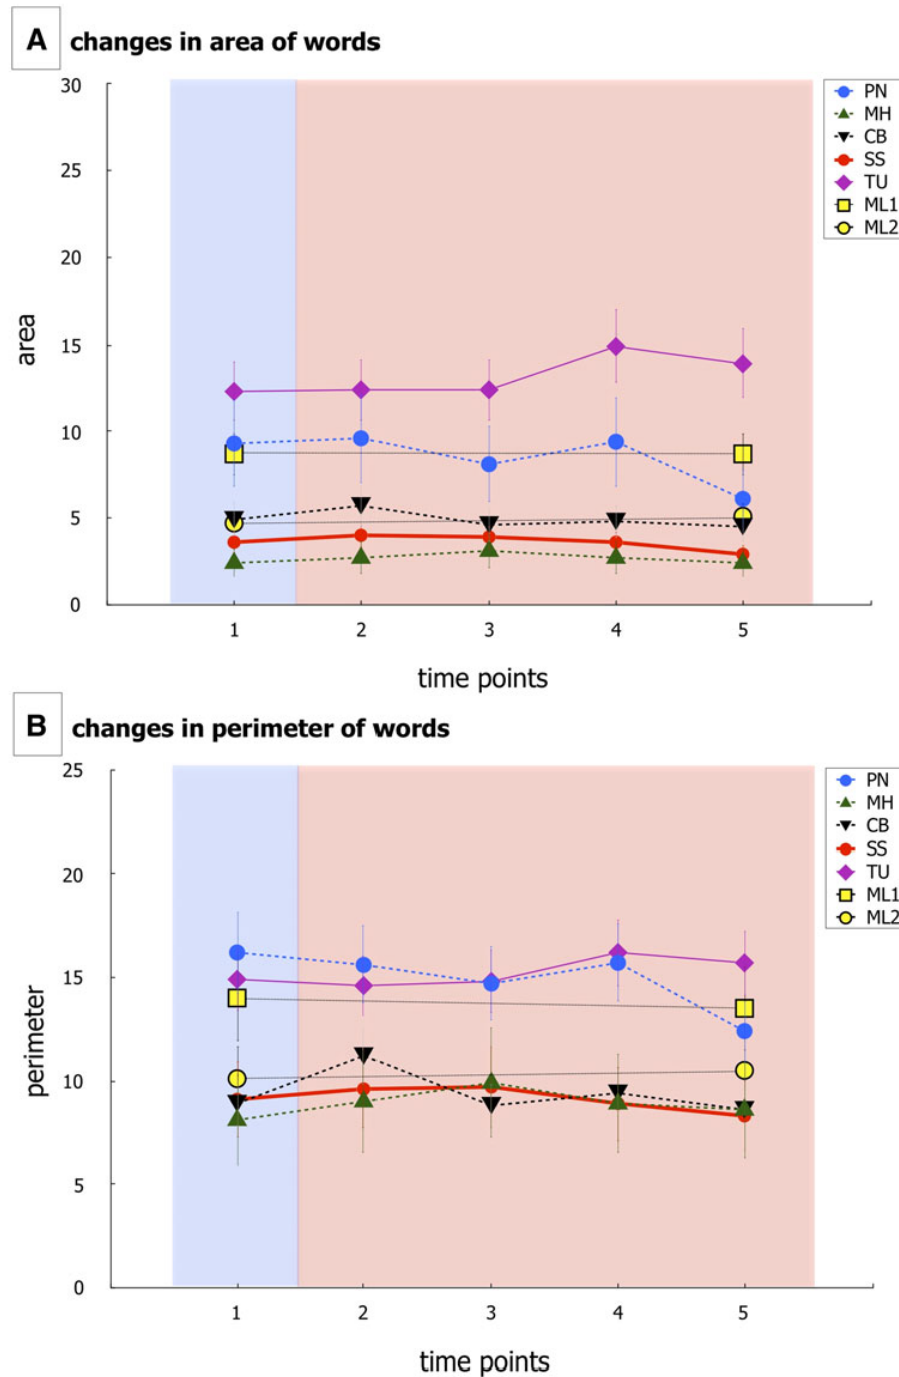 A changes in area of words
30
25
20
15
10
5
0
area
1 2 3 4 5
time points
PN
MH
CB
SS
TU
ML1
ML2
B changes in perimeter of words
25
20
15
10
5
0
perimeter
1 2 3 4 5
time points
PN
MH
CB
SS
TU
ML1
ML2